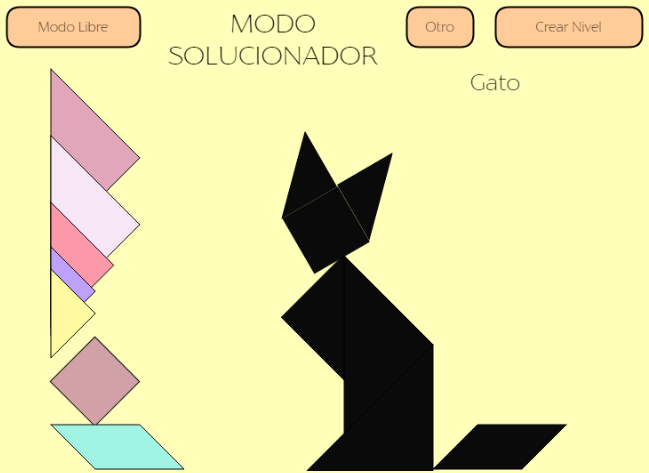 Modo Libre
MODO
SOLUCIONADOR
Otro
Crear Nivel
Gato